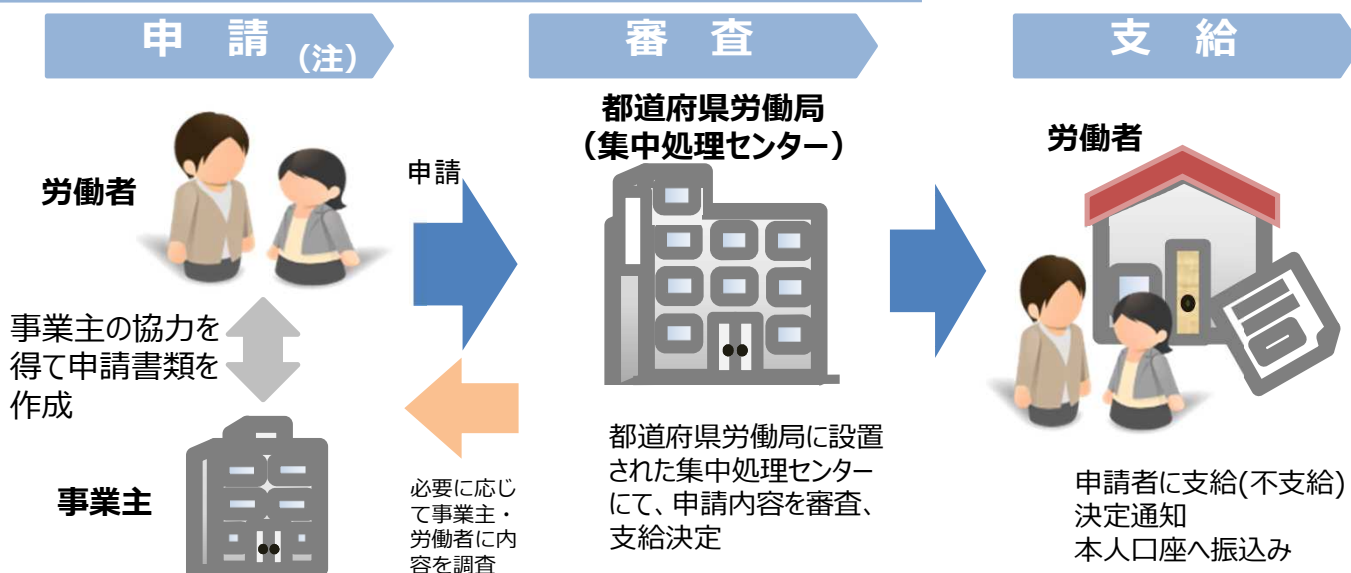 申 請 (注)
審 査
支 給
労働者
申請
事業主の協力を
得て申請書類を
作成
事業主
必要に応じ
て事業主・
労働者に内
容を調査
都道府県労働局
(集中処理センター)
都道府県労働局に設置
された集中処理センター
にて、申請内容を審査、
支給決定
労働者
申請者に支給(不支給)
決定通知
本人口座へ振込み